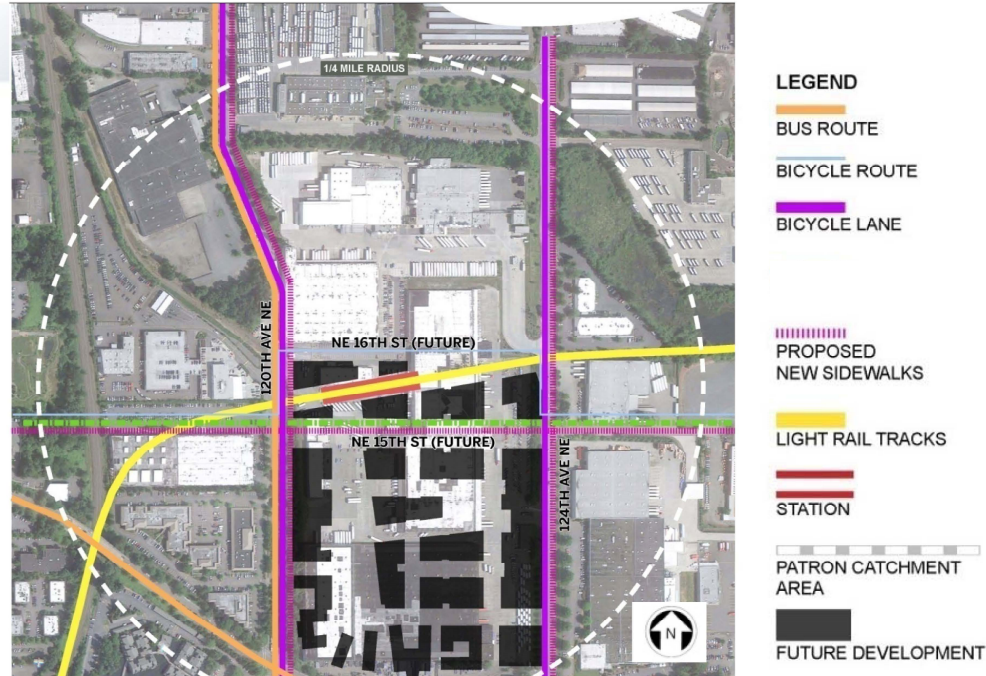 1/4 MILE RADIUS
120TH AVE NE
NE 16TH ST (FUTURE)
NE 15TH ST (FUTURE)
124TH AVE NE
N
LEGEND
BUS ROUTE
BICYCLE ROUTE
BICYCLE LANE
PROPOSED
NEW SIDEWALKS
LIGHT RAIL TRACKS
STATION
PATRON CATCHMENT
AREA
FUTURE DEVELOPMENT